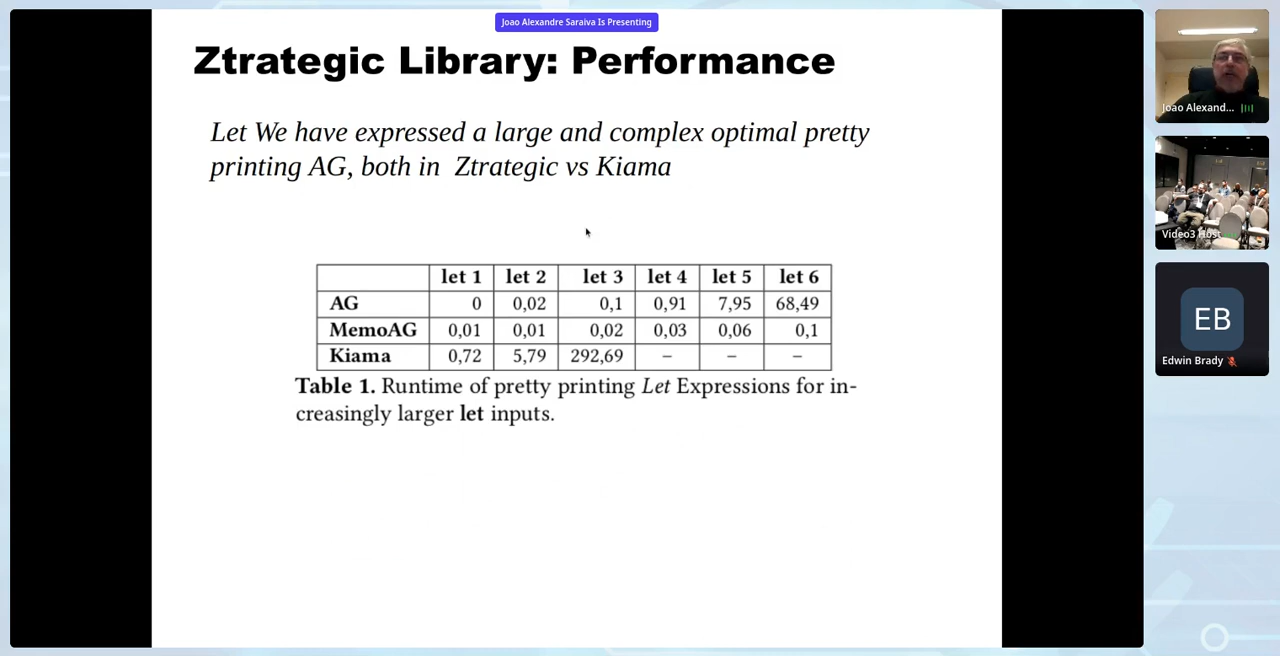 Joao Alexandre Saraiva Is Presenting
Ztrategic Library: Performance
Let We have expressed a large and complex optimal pretty
printing AG, both in Ztrategic vs Kiama
let 1 let 2 let 3 let 4 let 5 let 6
AG 0 0,02 0,1 0,91 7,95 68,49
MemoAG 0,01 0,01 0,02 0,03 0,06 0,1
Kiama 0,72 5,79 292,69 – – –
Table 1. Runtime of pretty printing Let Expressions for in-
creasingly larger let inputs.
Joao Alexand...
Video3 Host
EB
Edwin Brady